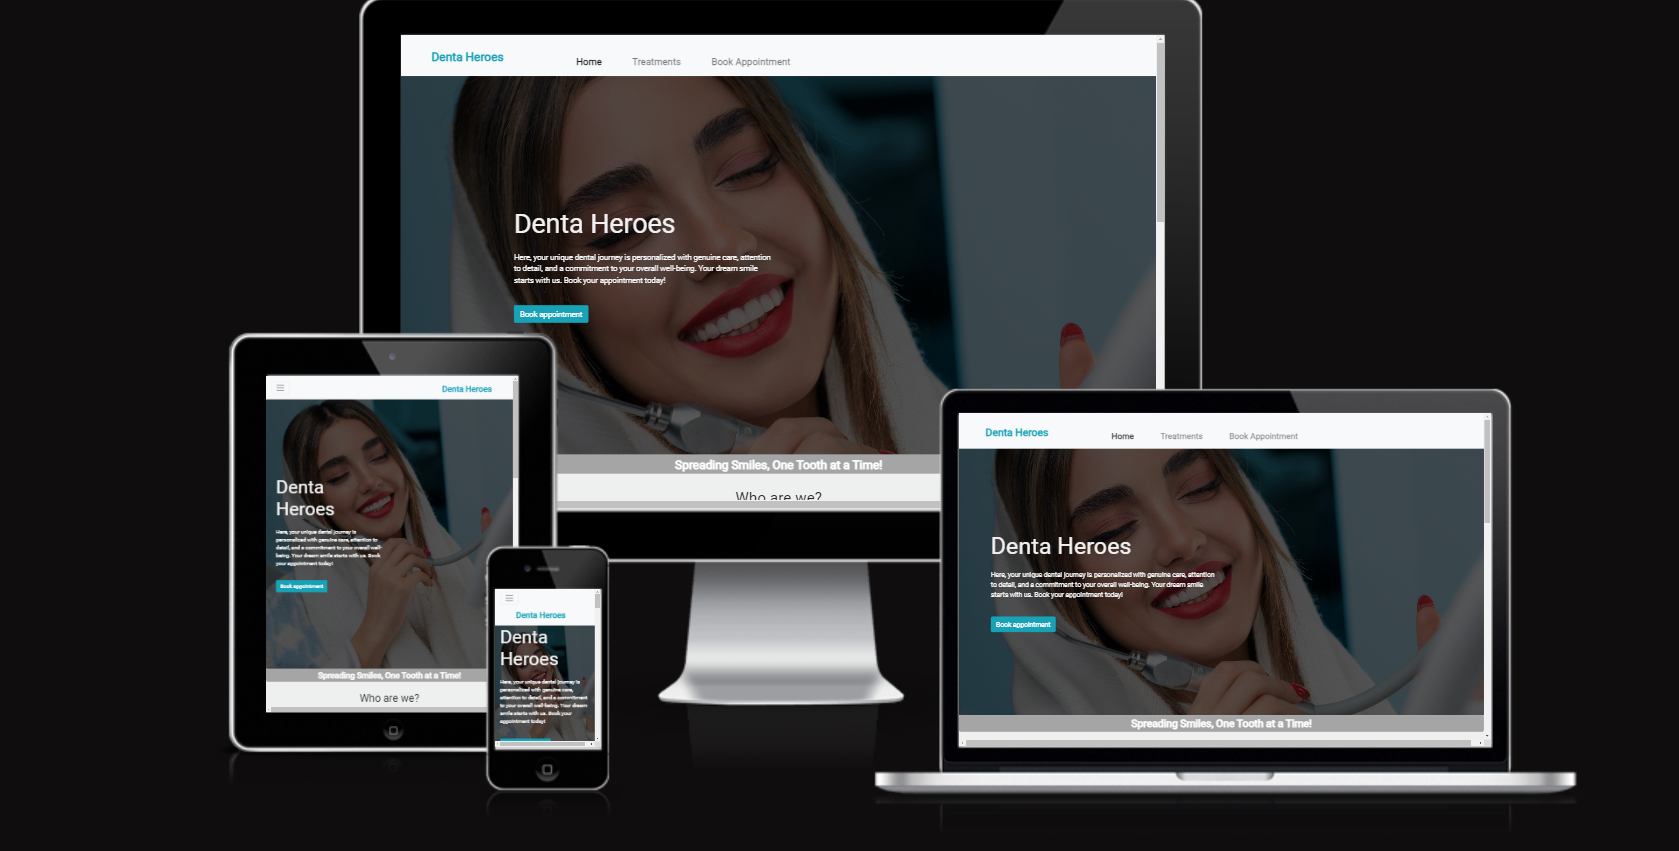 Denta Heroes
Home Treatments Book Appointment
Denta Heroes
Here, your unique dental journey is personalized with genuine care, attention
to detail, and a commitment to your overall well-being. Your dream smile
starts with us. Book your appointment today!
Book appointment
Spreading Smiles, One Tooth at a Time!
Who are we?
Denta Heroes
Denta
Heroes
Here, your unique dental journey is
personalized with genuine care, attention to
detail, and a commitment to your overall well-
being. Your dream smile starts with us. Book
your appointment today!
Book appointment
Spreading Smiles, One Tooth at a Time!
Who are we?
Denta Heroes
Denta
Heroes
Here, your unique dental journey is
personalized with genuine care,
attention to detail, and a commitment
to your overall well-being. Your dream
smile starts with us. Book your
appointment today!
Denta Heroes
Home Treatments Book Appointment
Denta Heroes
Here, your unique dental journey is personalized with genuine care, attention
to detail, and a commitment to your overall well-being. Your dream smile
starts with us. Book your appointment today!
Book appointment
Spreading Smiles, One Tooth at a Time!